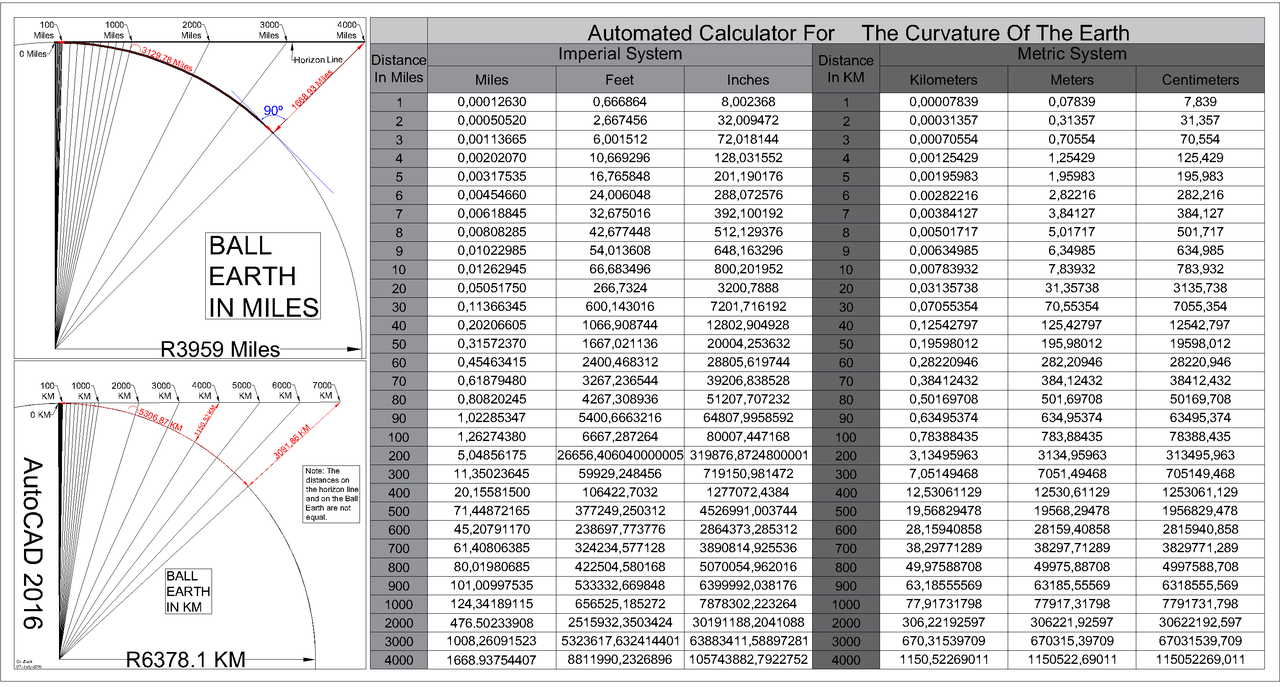 100 Miles 1000 Miles 2000 Miles 3000 Miles 4000 Miles
0 Miles
3129.78 Miles
Horizon Line
1668.93 Miles
90º
BALL
EARTH
IN MILES
R3959 Miles
100 KM 1000 KM 2000 KM 3000 KM 4000 KM 5000 KM 6000 KM 7000 KM
0 KM
5306,87 KM
1150,52 KM
3091,86 KM
Note: The
distances on
the horizon line
and on the Ball
Earth are not
equal.
AutoCAD 2016
BALL
EARTH
IN KM
R6378.1 KM
Automated Calculator For The Curvature Of The Earth
Distance In Miles Imperial System Distance In KM Metric System
Miles Feet Inches Kilometers Meters Centimeters
1 0,00012630 0,666864 8,002368 1 0,00007839 0,07839 7,839
2 0,00050520 2,667456 32,009472 2 0,00031357 0,31357 31,357
3 0,00113665 6,001512 72,018144 3 0,00070554 0,70554 70,554
4 0,00202070 10,669296 128,031552 4 0,00125429 1,25429 125,429
5 0,00317535 16,765848 201,190176 5 0,00195983 1,95983 195,983
6 0,00454660 24,006048 288,072576 6 0.00282216 2,82216 282,216
7 0,00618845 32,675016 392,100192 7 0,00384127 3,84127 384,127
8 0,00808285 42,677448 512,129376 8 0,00501717 5,01717 501,717
9 0,01022985 54,013608 648,163296 9 0,00634985 6,34985 634,985
10 0,01262945 66,683496 800,201952 10 0,00783932 7,83932 783,932
20 0,05051750 266,7324 3200,7888 20 0,03135738 31,35738 3135,738
30 0,11366345 600,143016 7201,716192 30 0,07055354 70,55354 7055,354
40 0,20206605 1066,908744 12802,904928 40 0,12542797 125,42797 12542,797
50 0,31572370 1667,021136 20004,253632 50 0,19598012 195,98012 19598,012
60 0,45463415 2400,468312 28805,619744 60 0,28220946 282,20946 28220,946
70 0,61879480 3267,236544 39206,838528 70 0,38412432 384,12432 38412,432
80 0,80820245 4267,308936 51207,707232 80 0,50169708 501,69708 50169,708
90 1,02285347 5400,6663216 64807,9958592 90 0,63495374 634,95374 63495,374
100 1,26274380 6667,287264 80007,447168 100 0,78388435 783,88435 78388,435
200 5,04856175 26656,406040000005 319876,8724800001 200 3,13495963 3134,95963 313495,963
300 11,35023645 59929,248456 719150,981472 300 7,05149468 7051,49468 705149,468
400 20,15581500 106422,7032 1277072,4384 400 12,53061129 12530,61129 1253061,129
500 71,44872165 377249,250312 4526991,003744 500 19,56829478 19568,29478 1956829,478
600 45,20791170 238697,773776 2864373,285312 600 28,15940858 28159,40858 2815940,858
700 61,40806385 324234,577128 3890814,925536 700 38,29771289 38297,71289 3829771,289
800 80,01980685 422504,580168 5070054,962016 800 49,97588708 49975,88708 4997588,708
900 101,00997535 533332,669848 6399992,038176 900 63,18555569 63185,55569 6318555,569
1000 124,34189115 656525,185272 7878302,223264 1000 77,91731798 77917,31798 7791731,798
2000 476.50233908 2515932,3503424 30191188,2041088 2000 306,22192597 306221,92597 30622192,597
3000 1008,26091523 5323617,632414401 63883411,58897281 3000 670,31539709 670315,39709 67031539,709
4000 1668.93754407 8811990,2326896 105743882,7922752 4000 1150,52269011 1150522,69011 115052269,011